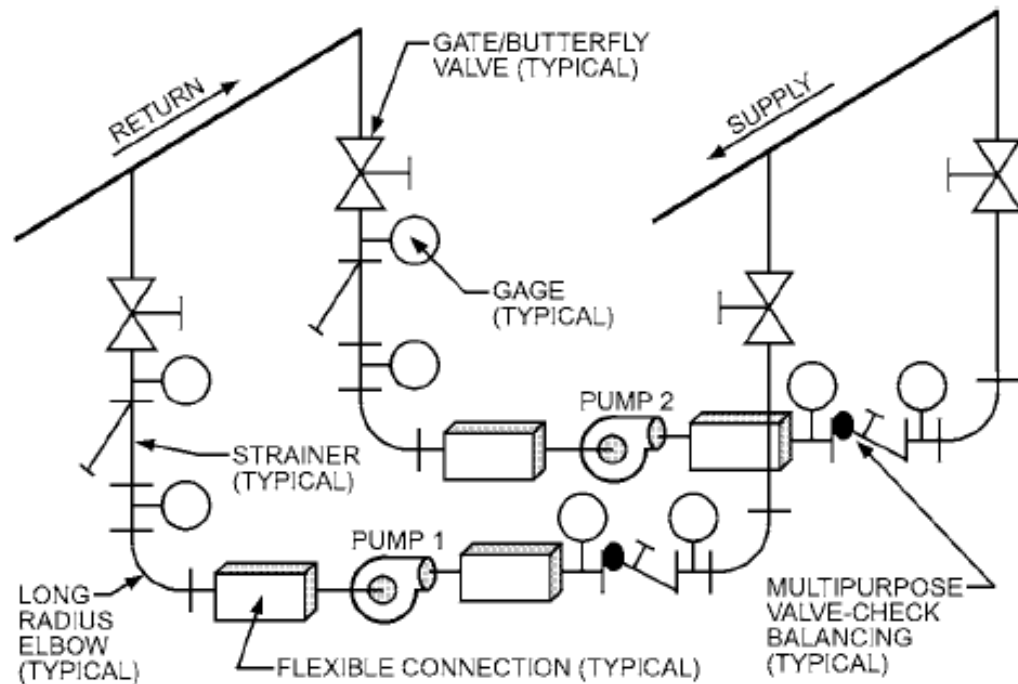 GATE/BUTTERFLY
VALVE (TYPICAL)
RETURN
SUPPLY
GAGE
(TYPICAL)
PUMP 2
STRAINER
(TYPICAL)
PUMP 1
LONG
RADIUS
ELBOW
(TYPICAL)
FLEXIBLE CONNECTION (TYPICAL)
MULTIPURPOSE
VALVE-CHECK
BALANCING
(TYPICAL)